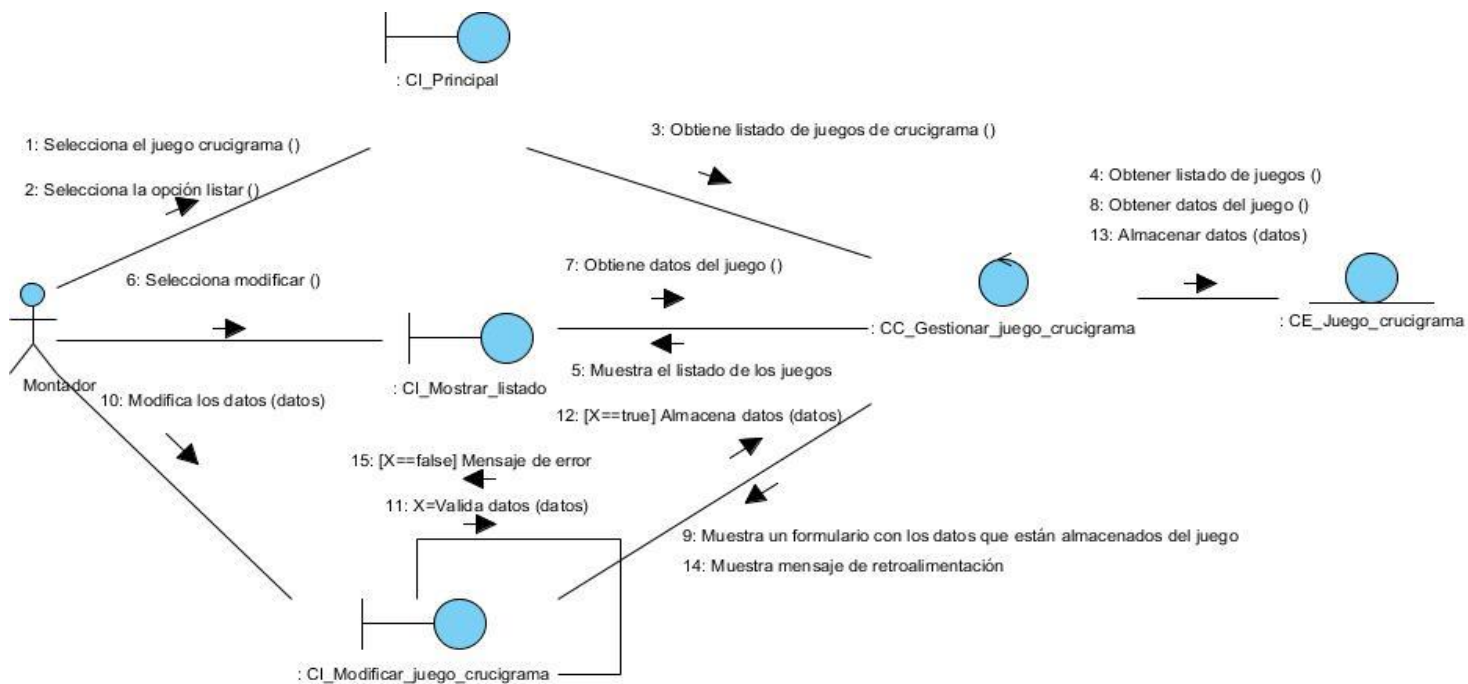 : CI_Principal
1: Selecciona el juego crucigrama ()
2: Selecciona la opción listar ()
3: Obtiene listado de juegos de crucigrama ()
4: Obtener listado de juegos ()
8: Obtener datos del juego ()
13: Almacenar datos (datos)
6: Selecciona modificar ()
7: Obtiene datos del juego ()
Montador
: CI_Mostrar_listado
: CC_Gestionar_juego_crucigrama
: CE_Juego_crucigrama
5: Muestra el listado de los juegos
10: Modifica los datos (datos)
12: [X==true] Almacena datos (datos)
15: [X==false] Mensaje de error
11: X=Valida datos (datos)
9: Muestra un formulario con los datos que están almacenados del juego
14: Muestra mensaje de retroalimentación
: CI_Modificar_juego_crucigrama